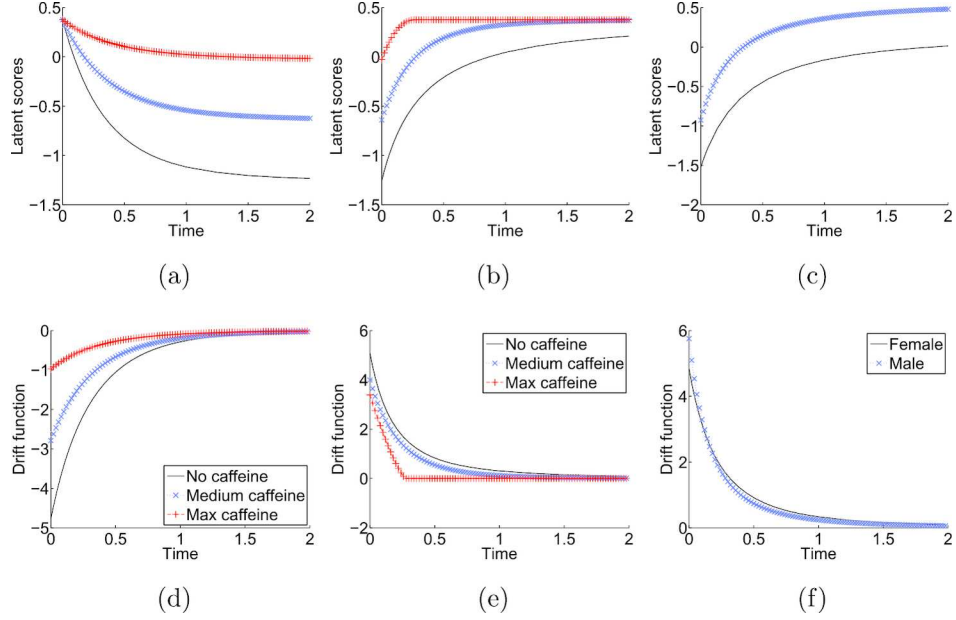 0.5
0
−0.5
−1
−1.5
Latent scores
0 0.5 1 1.5 2
Time
(a)
0.5
0
−0.5
−1
−1.5
Latent scores
0 0.5 1 1.5 2
Time
(b)
0.5
0
−0.5
−1
−1.5
−2
Latent scores
0 0.5 1 1.5 2
Time
(c)
0
−1
−2
−3
−4
−5
Drift function
No caffeine
Medium caffeine
Max caffeine
0 0.5 1 1.5 2
Time
(d)
6
4
2
0
−2
Drift function
No caffeine
Medium caffeine
Max caffeine
0 0.5 1 1.5 2
Time
(e)
6
4
2
0
Drift function
Female
Male
0 0.5 1 1.5 2
Time
(f)